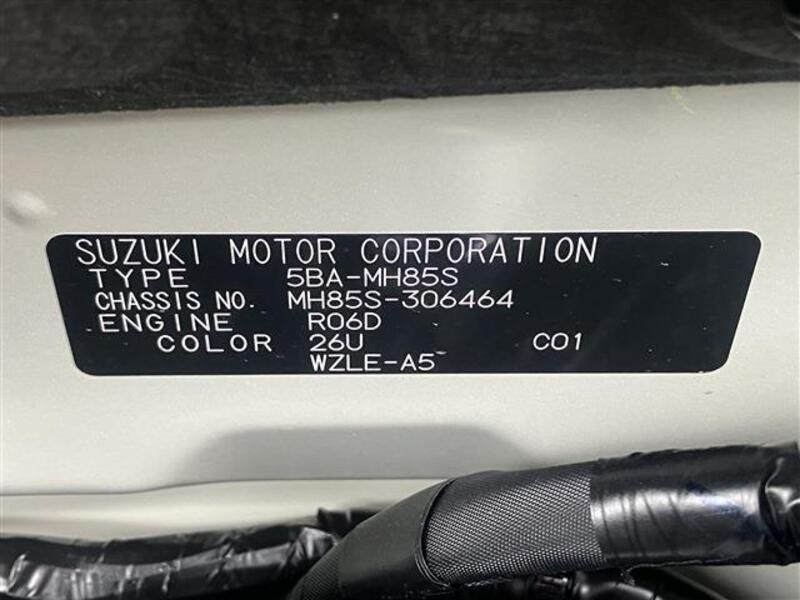 SUZUKI MOTOR CORPORATION
TYPE 5BA-MH85S
CHASSIS NO. MH85S-306464
ENGINE R06D
COLOR 26U C01
WZLE-A5